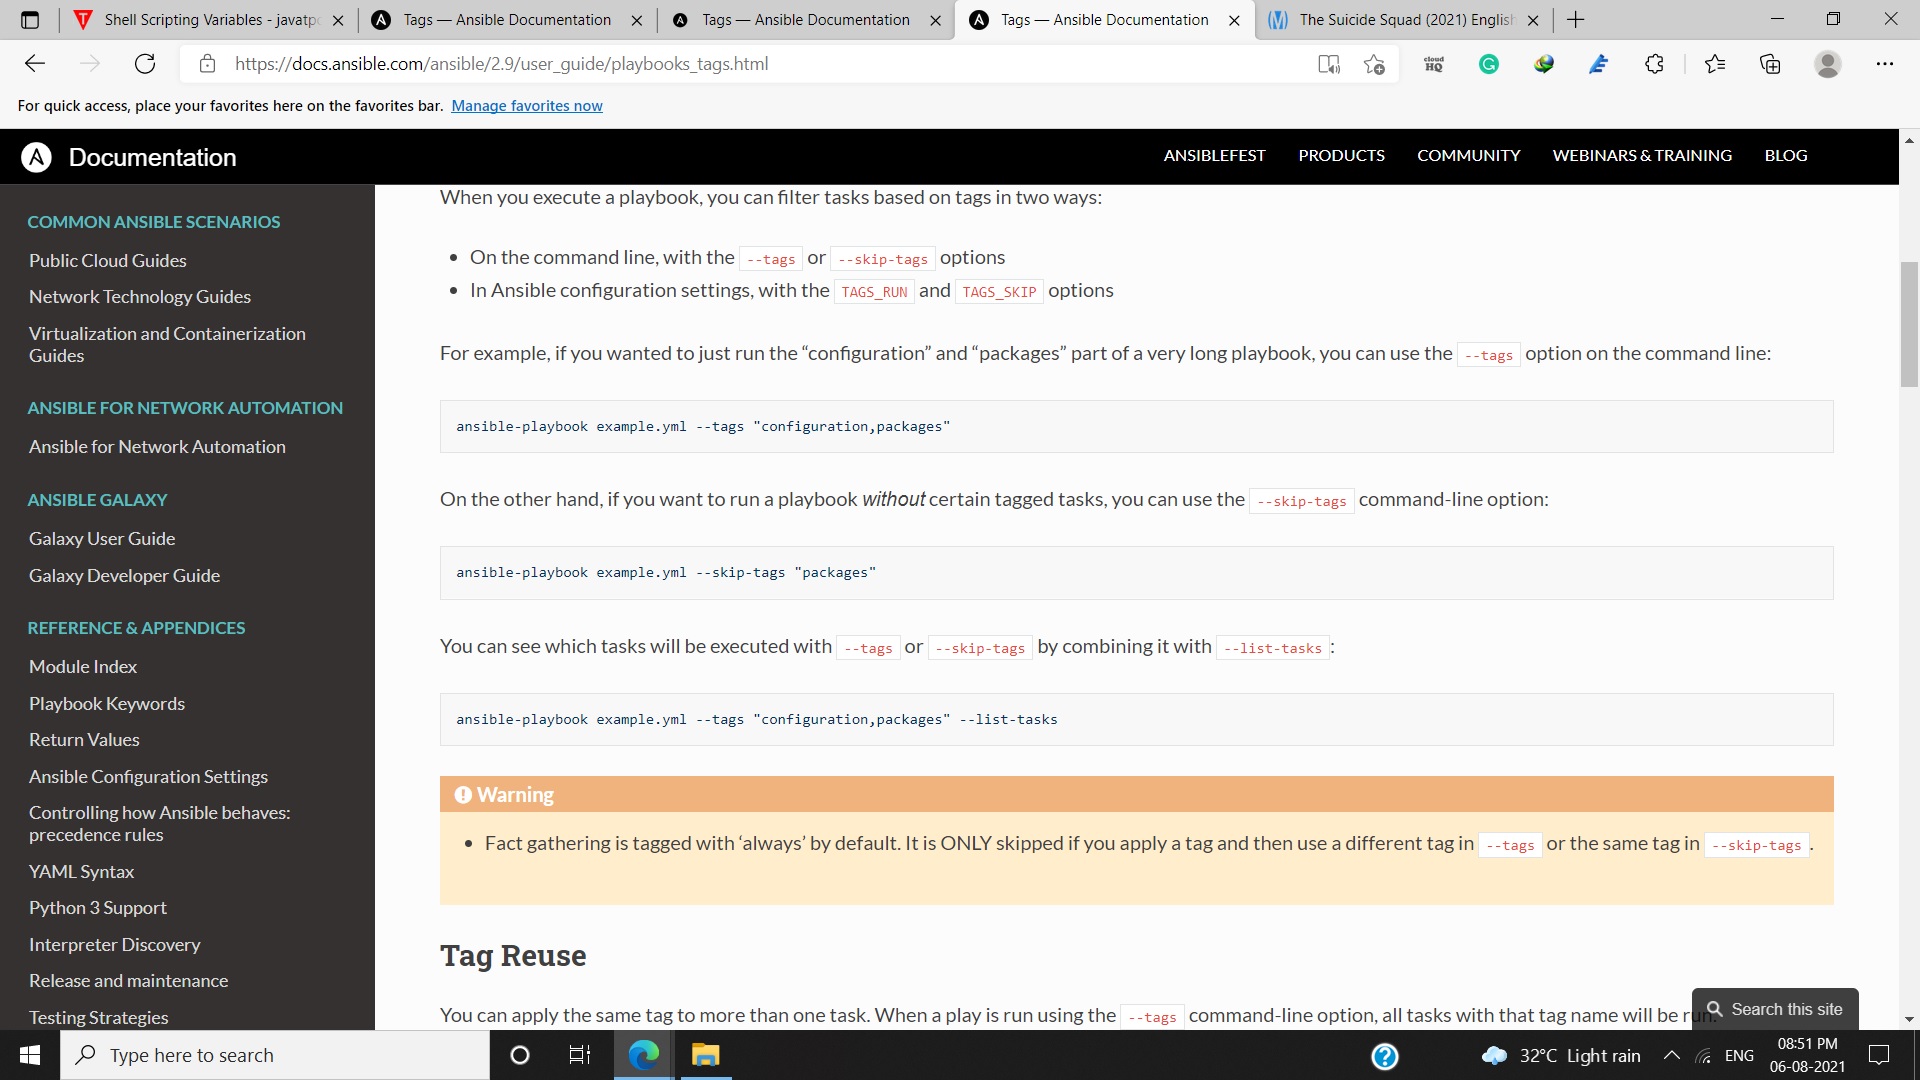 Shell Scripting Variables - javatp
Tags — Ansible Documentation
Tags — Ansible Documentation
Tags — Ansible Documentation
The Suicide Squad (2021) English
https://docs.ansible.com/ansible/2.9/user_guide/playbooks_tags.html
cloud
HQ
For quick access, place your favorites here on the favorites bar. Manage favorites now
Documentation
ANSIBLEFEST PRODUCTS COMMUNITY WEBINARS & TRAINING BLOG
COMMON ANSIBLE SCENARIOS
Public Cloud Guides
Network Technology Guides
Virtualization and Containerization
Guides
ANSIBLE FOR NETWORK AUTOMATION
Ansible for Network Automation
ANSIBLE GALAXY
Galaxy User Guide
Galaxy Developer Guide
REFERENCE & APPENDICES
Module Index
Playbook Keywords
Return Values
Ansible Configuration Settings
Controlling how Ansible behaves:
precedence rules
YAML Syntax
Python 3 Support
Interpreter Discovery
Release and maintenance
Testing Strategies
When you execute a playbook, you can filter tasks based on tags in two ways:
• On the command line, with the --tags or --skip-tags options
• In Ansible configuration settings, with the TAGS_RUN and TAGS_SKIP options
For example, if you wanted to just run the “configuration” and “packages” part of a very long playbook, you can use the --tags option on the command line:
ansible-playbook example.yml --tags "configuration,packages"
On the other hand, if you want to run a playbook without certain tagged tasks, you can use the --skip-tags command-line option:
ansible-playbook example.yml --skip-tags "packages"
You can see which tasks will be executed with --tags or --skip-tags by combining it with --list-tasks :
ansible-playbook example.yml --tags "configuration,packages" --list-tasks
Warning
• Fact gathering is tagged with ‘always’ by default. It is ONLY skipped if you apply a tag and then use a different tag in --tags or the same tag in --skip-tags .
Tag Reuse
You can apply the same tag to more than one task. When a play is run using the --tags command-line option, all tasks with that tag name will be run.
Search this site
Type here to search
32°C Light rain
ENG
08:51 PM
06-08-2021